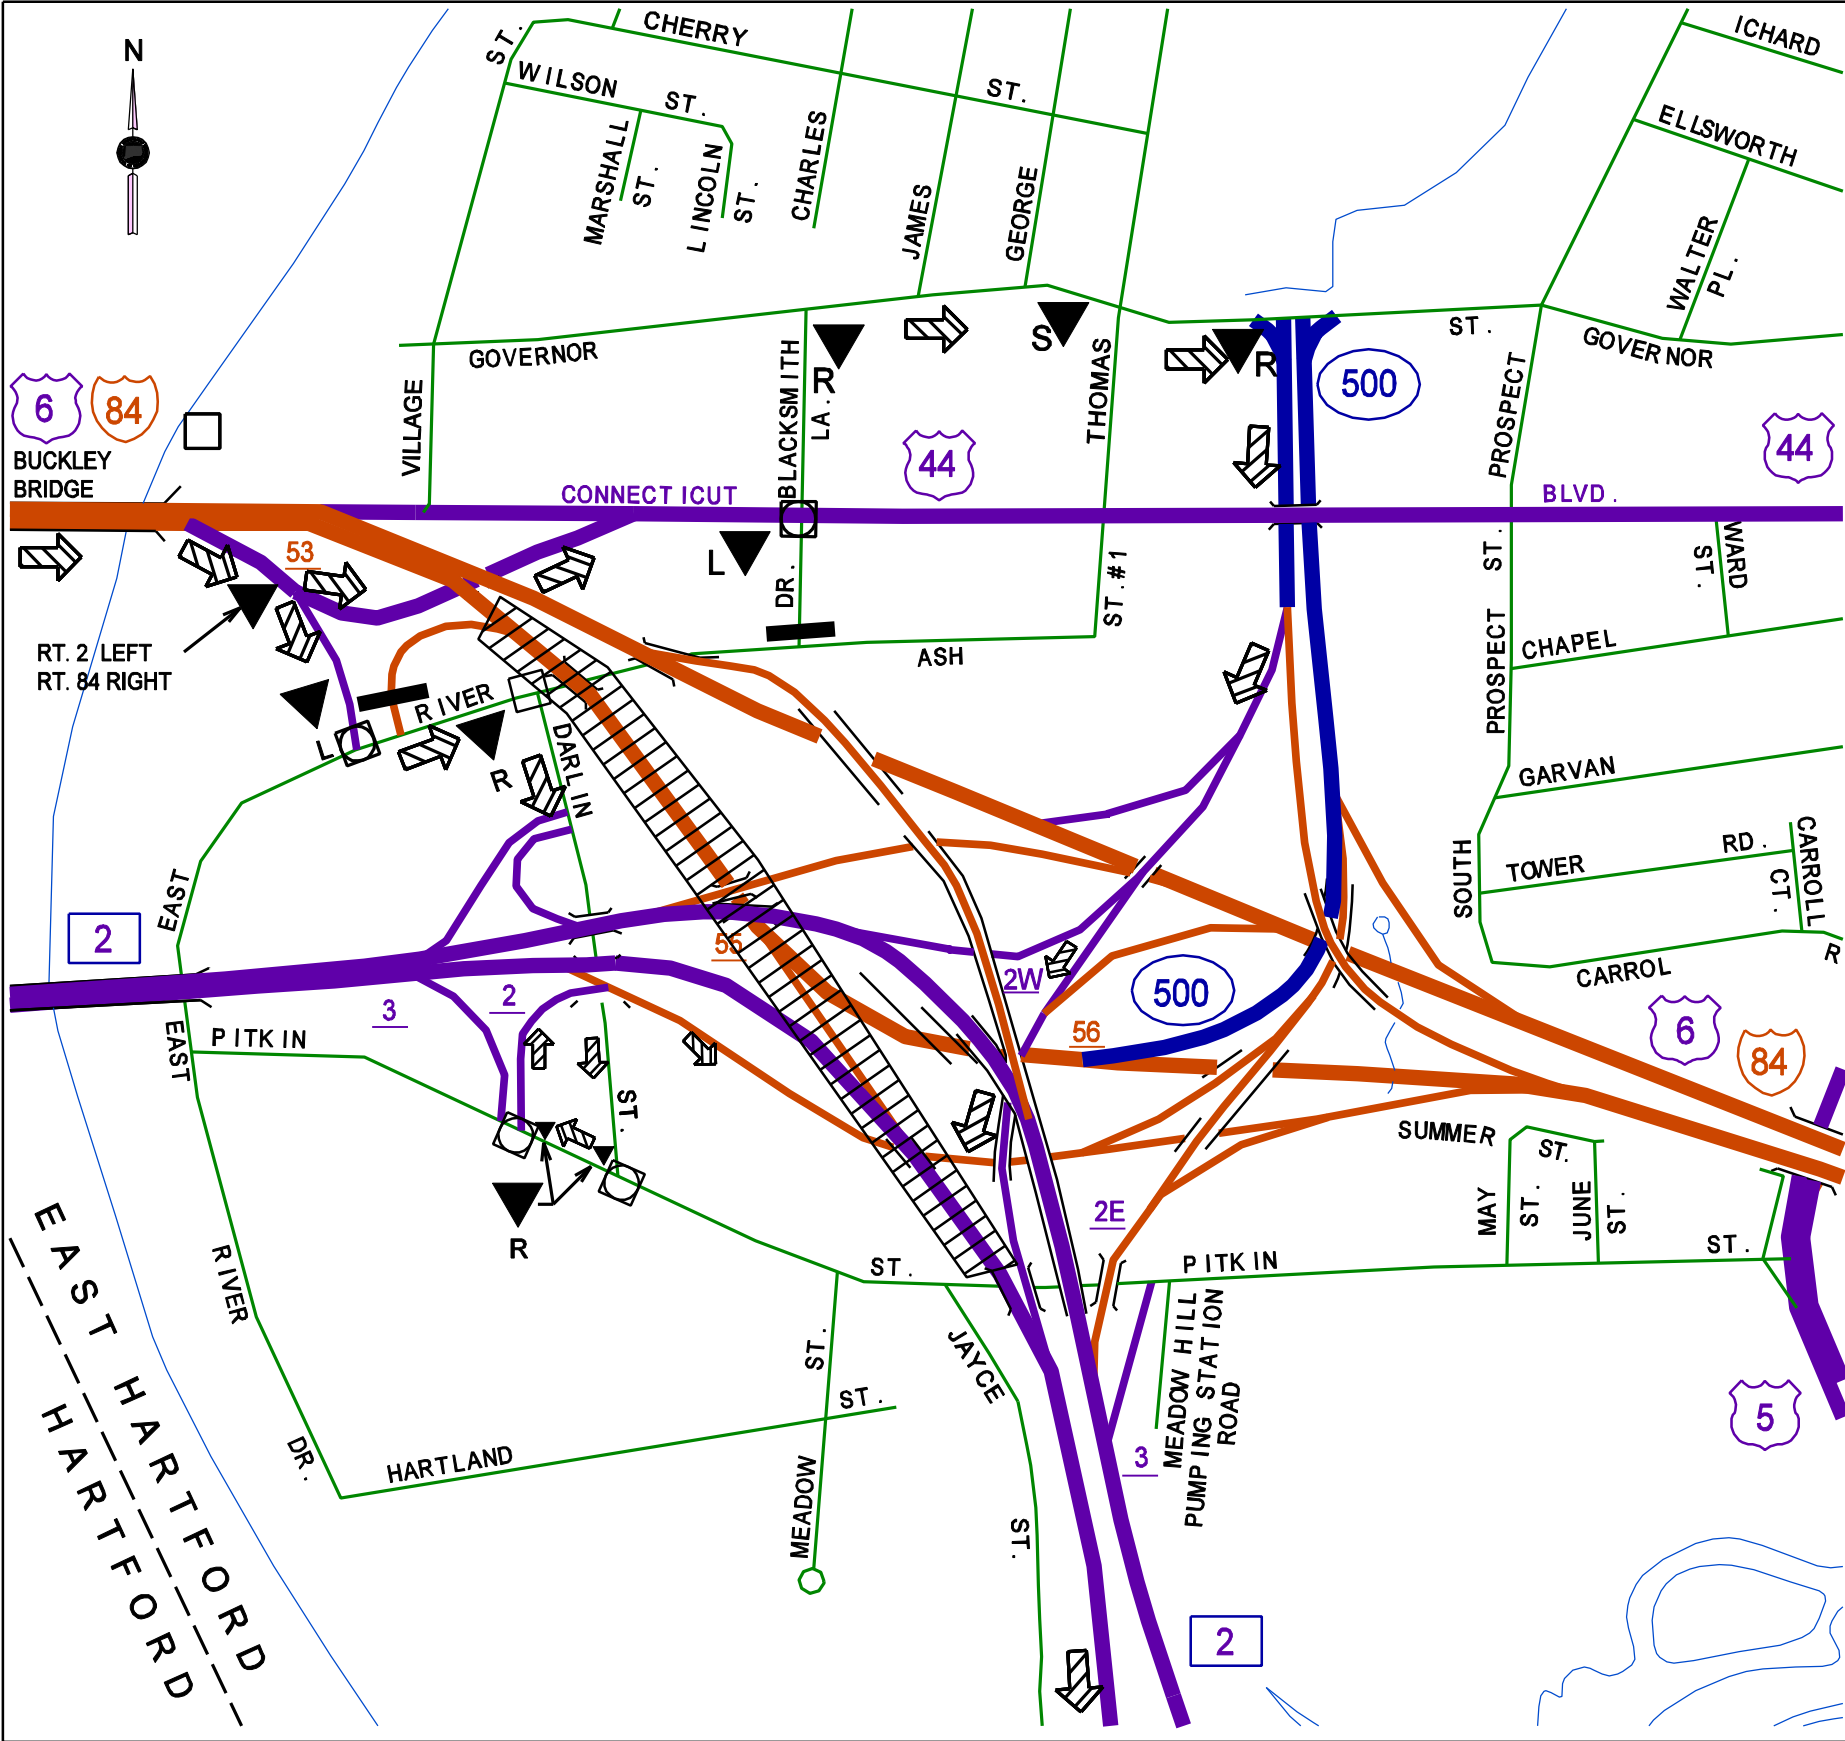 N
ST.
CHERRY
ST.
WILSON
ST.
MARSHALL
ST.
LINCOLN
ST.
CHARLES
JAMES
GEORGE
ICHARD
ELLSWORTH
WALTER
PL.
GOVERNOR
ST.
GOVERNOR
R
S
R
500
6
84
BUCKLEY
BRIDGE
VILLAGE
BLACKSMITH
LA.
DR.
44
THOMAS
ST.#1
PROSPECT
ST.
44
CONNECTICUT
BLVD.
53
L
WARD
ST.
RT. 2 LEFT
RT. 84 RIGHT
L
RIVER
R
ASH
DARLIN
PROSPECT
CHAPEL
GARVAN
SOUTH
TOWER
RD.
CARROLL
CT.
CARROL
R
EAST
2
55
2W
500
56
3
2
6
84
EAST
PITKIN
ST.
R
SUMMER
ST.
MAY
ST.
JUNE
ST.
2E
PITKIN
ST.
ST.
RIVER
DR.
EAST HARTFORD
HARTFORD
ST.
ST.
HARTLAND
MEADOW
JAYCE
ST.
MEADOW HILL
PUMPING STATION
ROAD
3
5
2